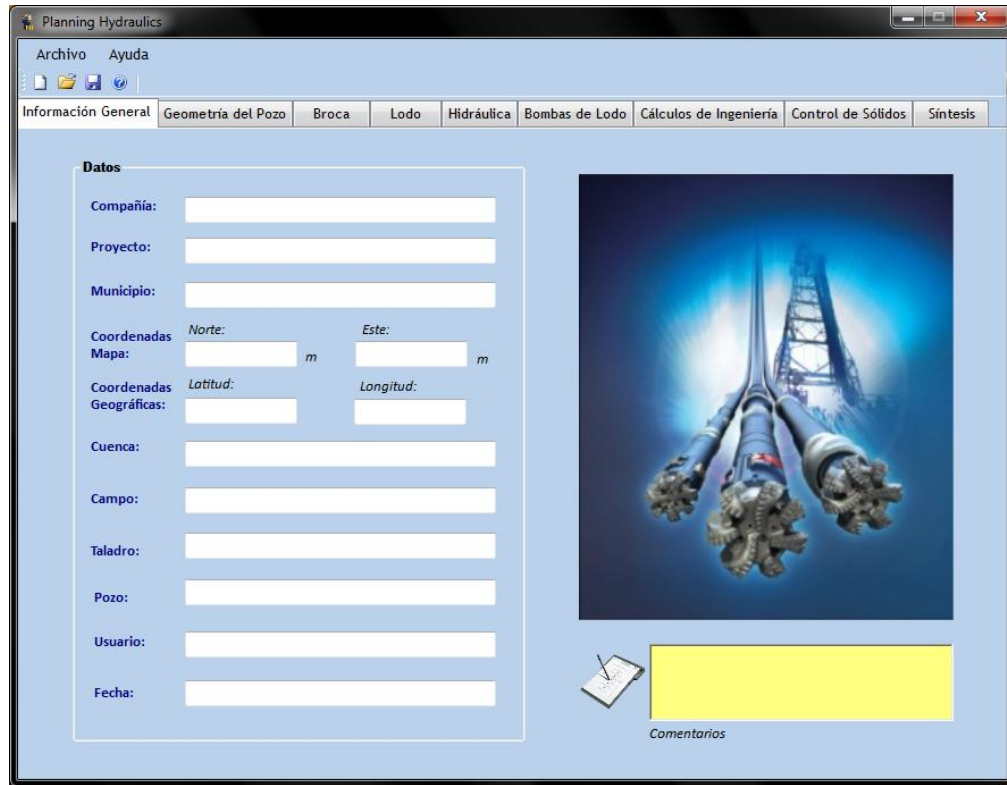 Planning Hydraulics
Archivo Ayuda
Información General Geometría del Pozo Broca Lodo Hidráulica Bombas de Lodo Cálculos de Ingeniería Control de Sólidos Síntesis
Datos
Compañía:
Proyecto:
Municipio:
Norte: Este:
Coordenadas
Mapa: m m
Latitud: Longitud:
Coordenadas
Geográficas:
Cuenca:
Campo:
Taladro:
Pozo:
Usuario:
Fecha:
Comentarios